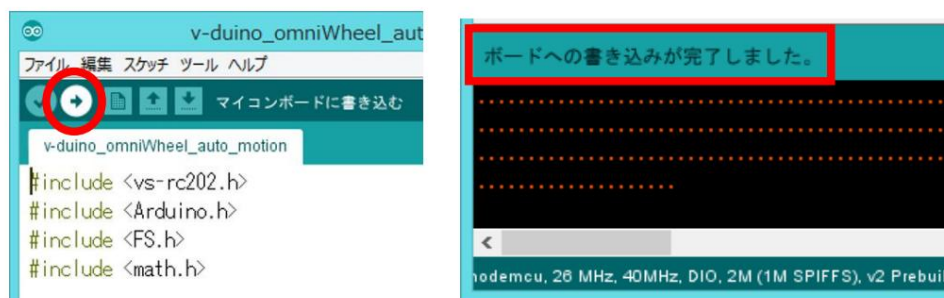 v-duino_omniWheel_aut
ファイル 編集 スケッチ ツール ヘルプ
マイコンボードに書き込む
v-duino_omniWheel_auto_motion
#include <vs-rc202.h>
#include <Arduino.h>
#include <FS.h>
#include <math.h>
ボードへの書き込みが完了しました。
nodemcu, 26 MHz, 40MHz, DIO, 2M (1M SPIFFS), v2 Prebuil